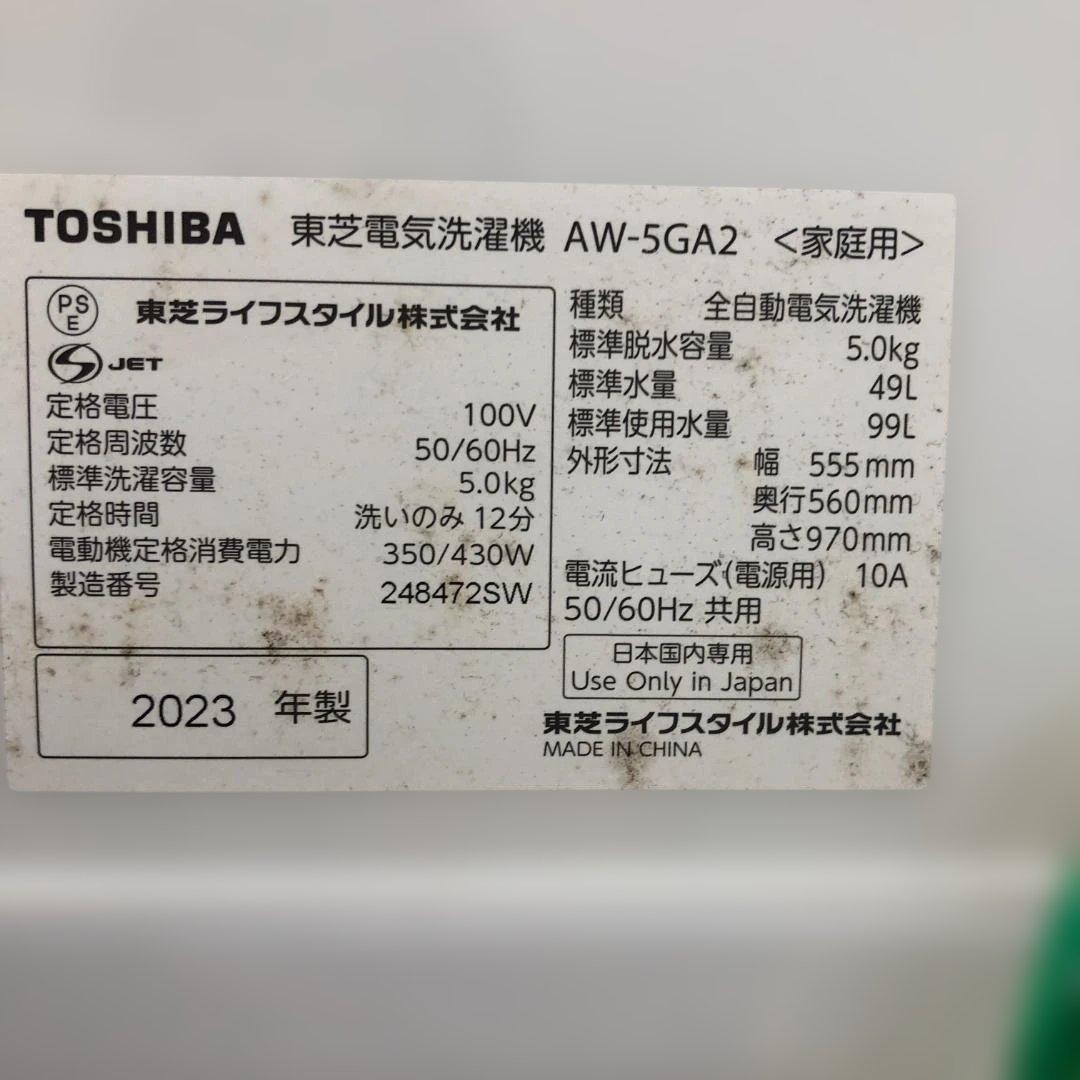 TOSHIBA 東芝電気洗濯機 AW-5GA2 <家庭用>
PSE 東芝ライフスタイル株式会社
S JET
定格電圧 100V
定格周波数 50/60Hz
標準洗濯容量 5.0kg
定格時間 洗いのみ 12分
電動機定格消費電力 350/430W
製造番号 248472SW
2023 年製
種類 全自動電気洗濯機
標準脱水容量 5.0kg
標準水量 49L
標準使用水量 99L
外形寸法 幅 555mm
奥行560mm
高さ970mm
電流ヒューズ(電源用) 10A
50/60Hz 共用
日本国内専用
Use Only in Japan
東芝ライフスタイル株式会社
MADE IN CHINA